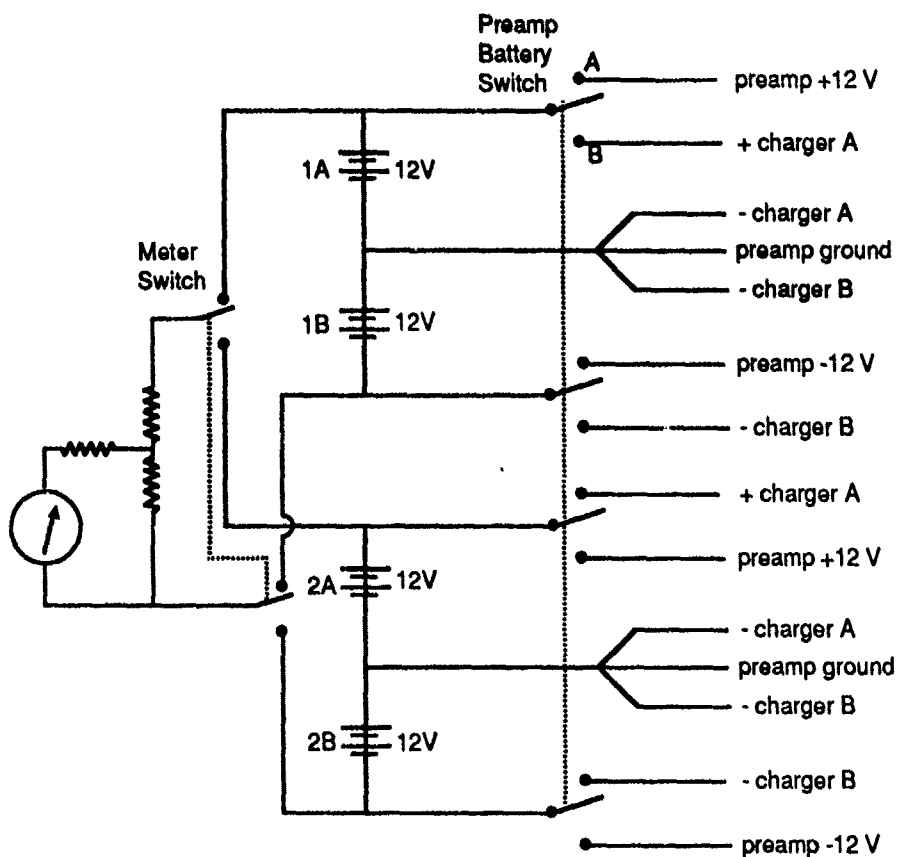 Preamp
Battery
Switch
A
preamp +12 V
B
+ charger A
1A
12V
- charger A
preamp ground
- charger B
Meter
Switch
1B
12V
preamp -12 V
- charger B
+ charger A
preamp +12 V
2A
12V
- charger A
preamp ground
- charger B
2B
12V
- charger B
preamp -12 V